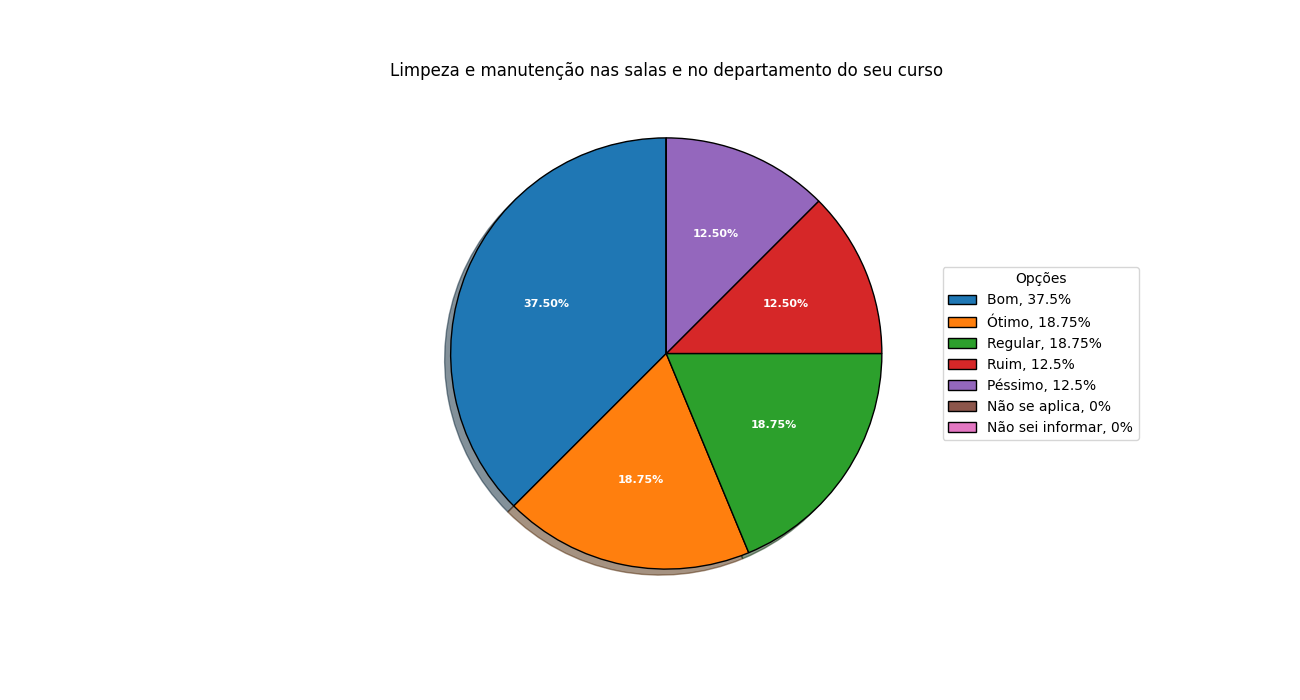 Limpeza e manutenção nas salas e no departamento do seu curso
12.50%
37.50%
12.50%
18.75%
18.75%
Opções
Bom, 37.5%
Ótimo, 18.75%
Regular, 18.75%
Ruim, 12.5%
Péssimo, 12.5%
Não se aplica, 0%
Não sei informar, 0%